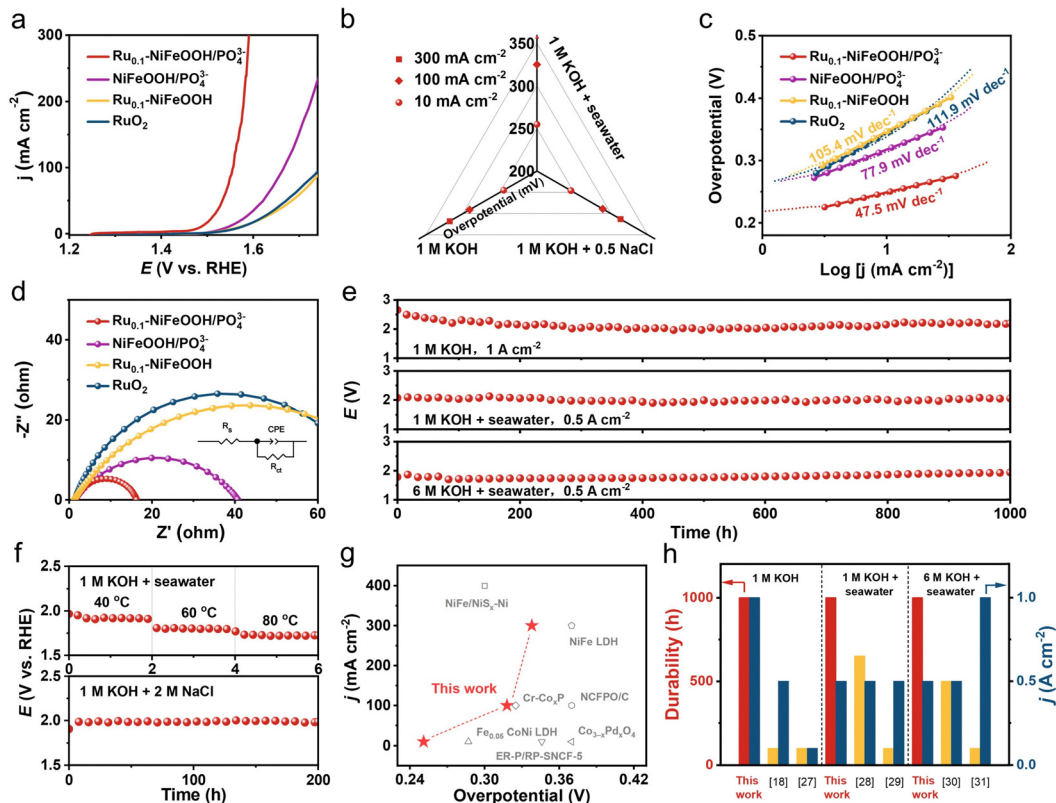 a
300
200
100
0
j (mA cm⁻²)
Ru₀.₁-NiFeOOH/PO₄³⁻
NiFeOOH/PO₄³⁻
Ru₀.₁-NiFeOOH
RuO₂
1.2
1.4
1.6
E (V vs. RHE)
b
300 mA cm⁻²
100 mA cm⁻²
10 mA cm⁻²
350
300
250
200
1 M KOH + seawater
Overpotential (mV)
1 M KOH
1 M KOH + 0.5 NaCl
c
0.5
0.4
0.3
0.2
Overpotential (V)
Ru₀.₁-NiFeOOH/PO₄³⁻
NiFeOOH/PO₄³⁻
Ru₀.₁-NiFeOOH
RuO₂
105.4 mV dec⁻¹
111.9 mV dec⁻¹
77.9 mV dec⁻¹
47.5 mV dec⁻¹
0
1
2
Log [j (mA cm⁻²)]
d
40
20
0
-Z" (ohm)
Ru₀.₁-NiFeOOH/PO₄³⁻
NiFeOOH/PO₄³⁻
Ru₀.₁-NiFeOOH
RuO₂
Rs
CPE
Rct
0
20
40
60
Z' (ohm)
e
3
2
1
1 M KOH, 1 A cm⁻²
3
2
1
E (V)
1 M KOH + seawater, 0.5 A cm⁻²
3
2
1
6 M KOH + seawater, 0.5 A cm⁻²
0
200
400
600
800
1000
Time (h)
f
2.5
2.0
1.5
1 M KOH + seawater
40 °C
60 °C
80 °C
0
2
4
6
E (V vs. RHE)
2.5
2.0
1.5
1 M KOH + 2 M NaCl
0
100
200
Time (h)
g
400
300
200
100
0
j (mA cm⁻²)
NiFe/NiSₓ-Ni
NiFe LDH
This work
Cr-CoₓP
NCFPO/C
Fe₀.₀₅ CoNi LDH
Co₃₋ₓPdₓO₄
ER-P/RP-SNCF-5
0.24
0.30
0.36
0.42
Overpotential (V)
h
1 M KOH
1 M KOH +
seawater
6 M KOH +
seawater
1000
500
0
Durability (h)
1.0
0.5
0.0
j (A cm⁻²)
This
work
[18]
[27]
This
work
[28]
[29]
This
work
[30]
[31]